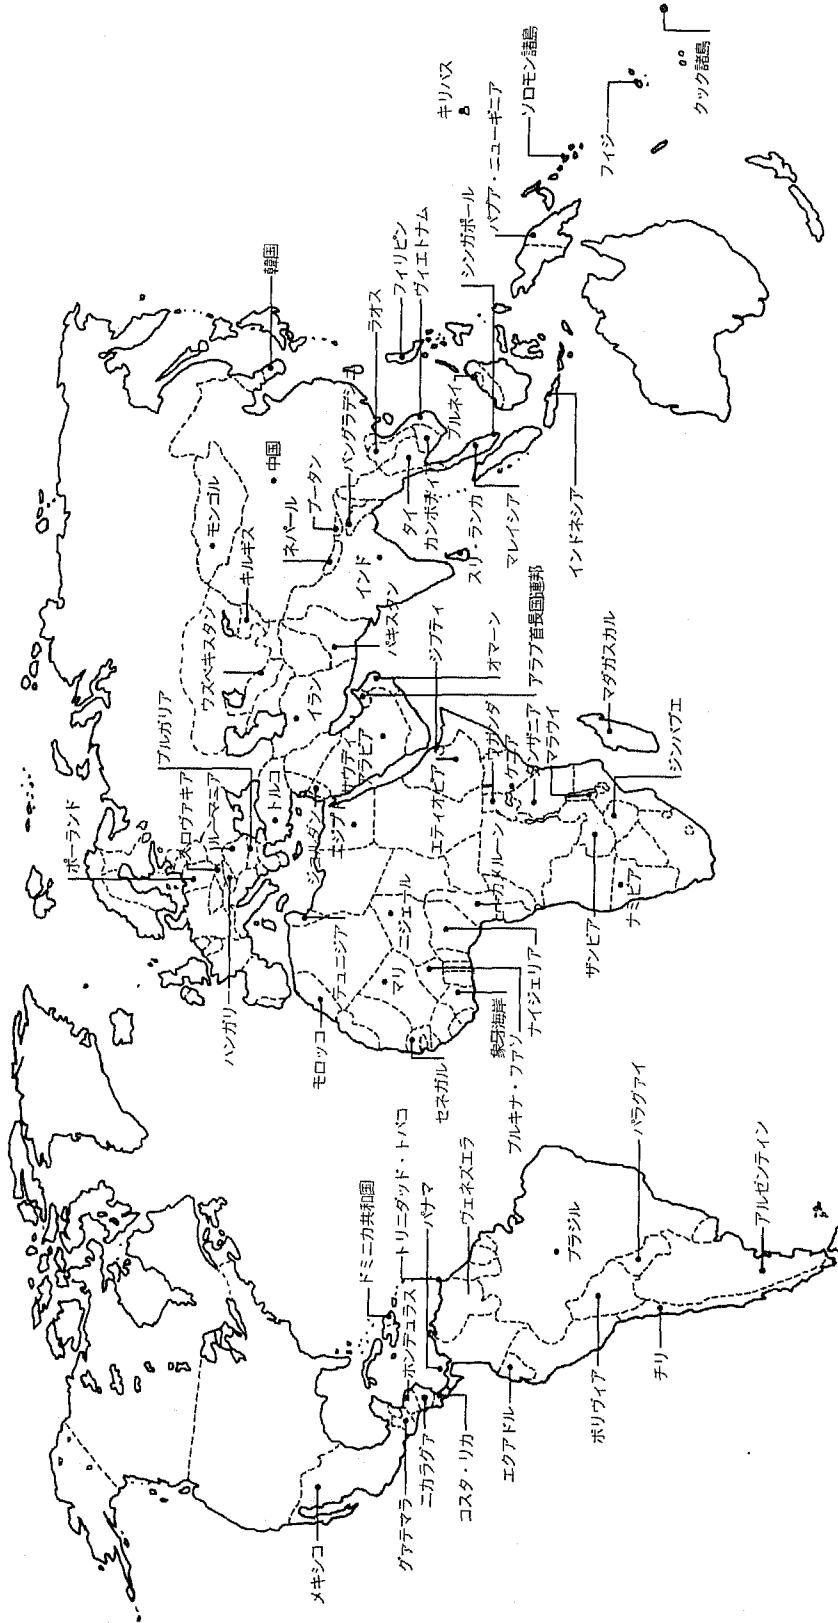 ポーランド
スロヴァキア
ルーマニア
ブルガリア
ハンガリー
ウズベキスタン
キルギス
モンゴル
中国
韓国
トルコ
イラン
パキスタン
ネパール
ブータン
バングラデシュ
インド
スリ・ランカ
ラオス
タイ
カンボディア
ヴィエトナム
フィリピン
ブルネイ
シンガポール
マレイシア
インドネシア
パプア・ニューギニア
キリバス
ソロモン諸島
フィジー
クック諸島
ジョルダン
サウディ
アラビア
オマーン
アラブ首長国連邦
ジブティ
モロッコ
テュニジア
エジプト
マリ
ニジェール
エティオピア
セネガル
ブルキナ・ファソ
象牙海岸
ナイジェリア
カメルーン
ウガンダ
ケニア
タンザニア
マラウイ
ザンビア
ナミビア
ジンバヴエ
マダガスカル
メキシコ
グァテマラ
ニカラグァ
コスタ・リカ
ホンデュラス
ドミニカ共和国
トリニダッド・トバコ
パナマ
ヴェネズエラ
エクアドル
ブラジル
ボリヴィア
チリ
パラグァイ
アルゼンティン